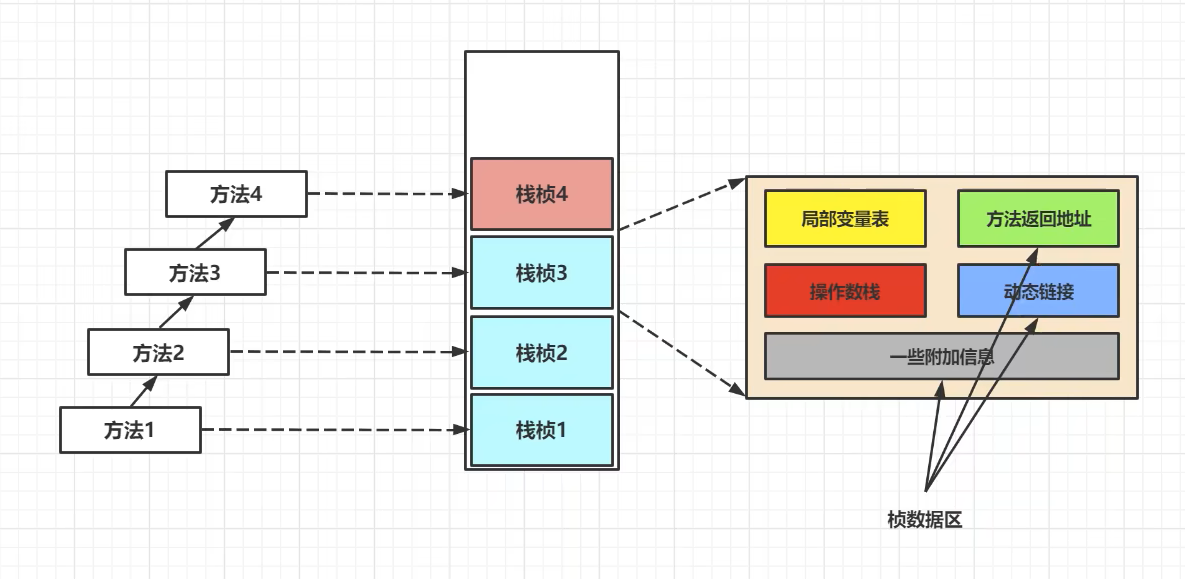 方法4
方法3
方法2
方法1
栈桢4
栈桢3
栈桢2
栈桢1
局部变量表
方法返回地址
操作数栈
动态链接
一些附加信息
桢数据区